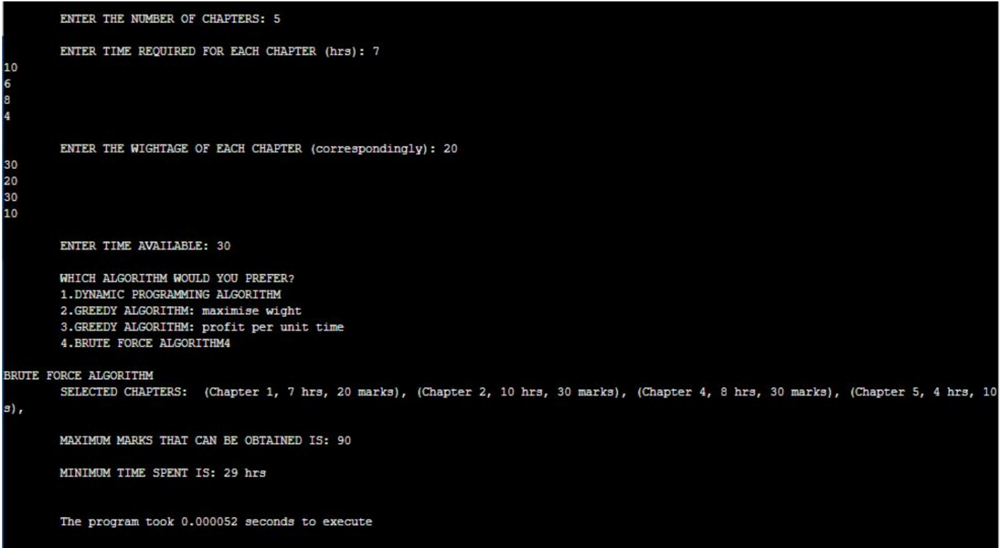 ENTER THE NUMBER OF CHAPTERS: 5
ENTER TIME REQUIRED FOR EACH CHAPTER (hrs): 7
10
6
8
4
ENTER THE WIGHTAGE OF EACH CHAPTER (correspondingly): 20
30
20
30
10
ENTER TIME AVAILABLE: 30
WHICH ALGORITHM WOULD YOU PREFER?
1.DYNAMIC PROGRAMMING ALGORITHM
2.GREEDY ALGORITHM: maximise wight
3.GREEDY ALGORITHM: profit per unit time
4.BRUTE FORCE ALGORITHM4
BRUTE FORCE ALGORITHM
SELECTED CHAPTERS: (Chapter 1, 7 hrs, 20 marks), (Chapter 2, 10 hrs, 30 marks), (Chapter 4, 8 hrs, 30 marks), (Chapter 5, 4 hrs, 10
s),
MAXIMUM MARKS THAT CAN BE OBTAINED IS: 90
MINIMUM TIME SPENT IS: 29 hrs
The program took 0.000052 seconds to execute